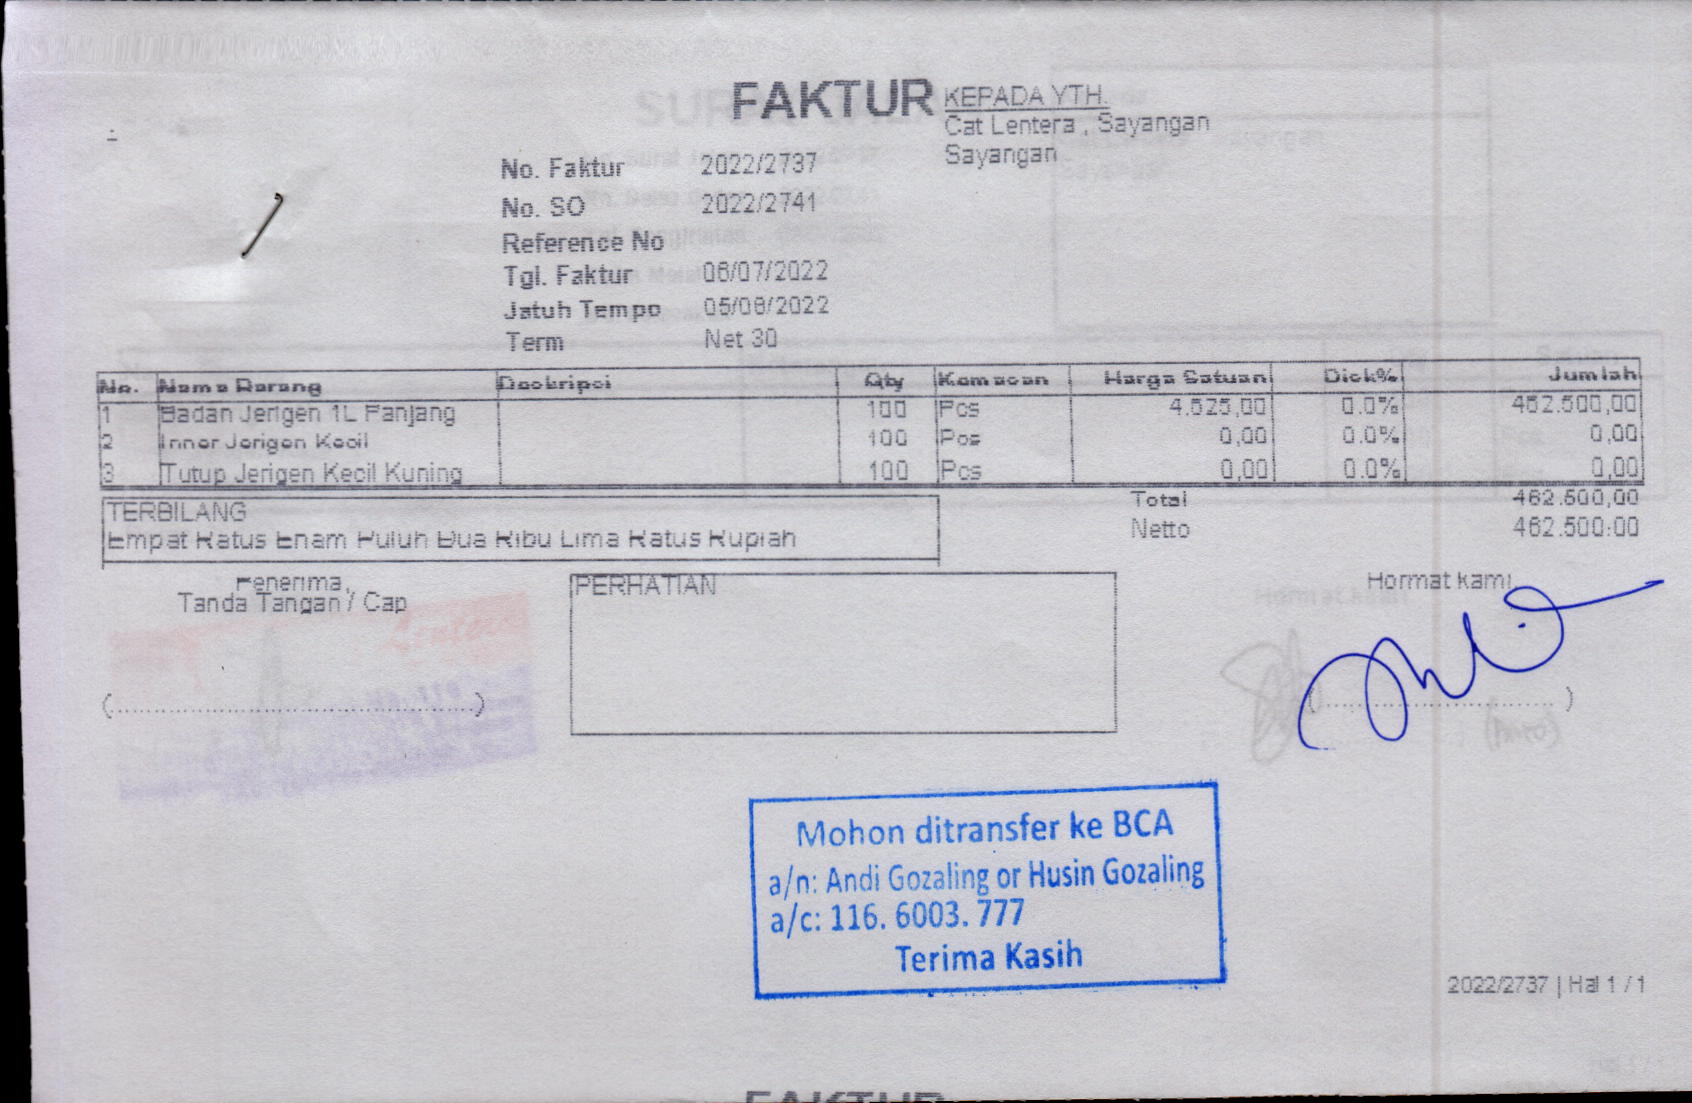 FAKTUR
KEPADA YTH.
Cat Lentera , Sayangan
Sayangan
No. Faktur 2022/2737
No. SO 2022/2741
Reference No
Tgl. Faktur 06/07/2022
Jatuh Tempo 05/08/2022
Term Net 30
No. Nama Barang Deskripsi Qty Kemasan Harga Satuan Disk% Jumlah
1 Badan Jerigen 1L Panjang 100 Pcs 4.625,00 0.0% 462.500,00
2 Inner Jerigen Kecil 100 Pcs 0,00 0.0% 0,00
3 Tutup Jerigen Kecil Kuning 100 Pcs 0,00 0.0% 0,00
Total 462.500,00
Netto 462.500:00
TERBILANG
Empat Ratus Enam Puluh Dua Ribu Lima Ratus Rupiah
Penerima,
Tanda Tangan / Cap
PERHATIAN
Hormat kami,
Mohon ditransfer ke BCA
a/n: Andi Gozaling or Husin Gozaling
a/c: 116. 6003. 777
Terima Kasih
2022/2737 | Hal 1 / 1
FAKTUR